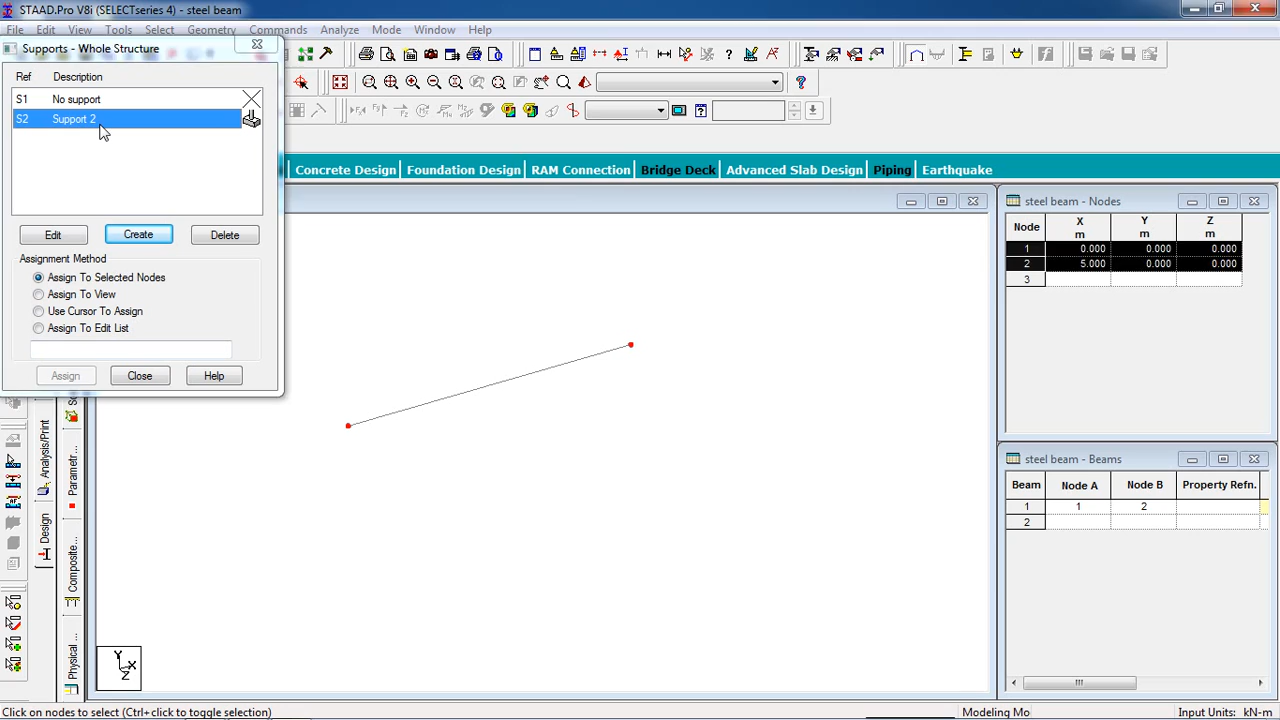 STAAD.Pro V8i (SELECTseries 4) - steel beam
File Edit View Tools Select Geometry Commands Analyze Mode Window Help
Supports - Whole Structure
Ref Description
S1 No support
S2 Support 2
Edit Create Delete
Assignment Method
Assign To Selected Nodes
Assign To View
Use Cursor To Assign
Assign To Edit List
Assign Close Help
Concrete Design Foundation Design RAM Connection Bridge Deck Advanced Slab Design Piping Earthquake
steel beam - Nodes
Node X m Y m Z m
1 0.000 0.000 0.000
2 5.000 0.000 0.000
3
steel beam - Beams
Beam Node A Node B Property Refn.
1 1 2
2
Analysis/Print
Design
Parametr...
Composite...
Physical ...
Y
X
Z
Click on nodes to select (Ctrl+click to toggle selection)
Modeling Mo
Input Units: kN-m